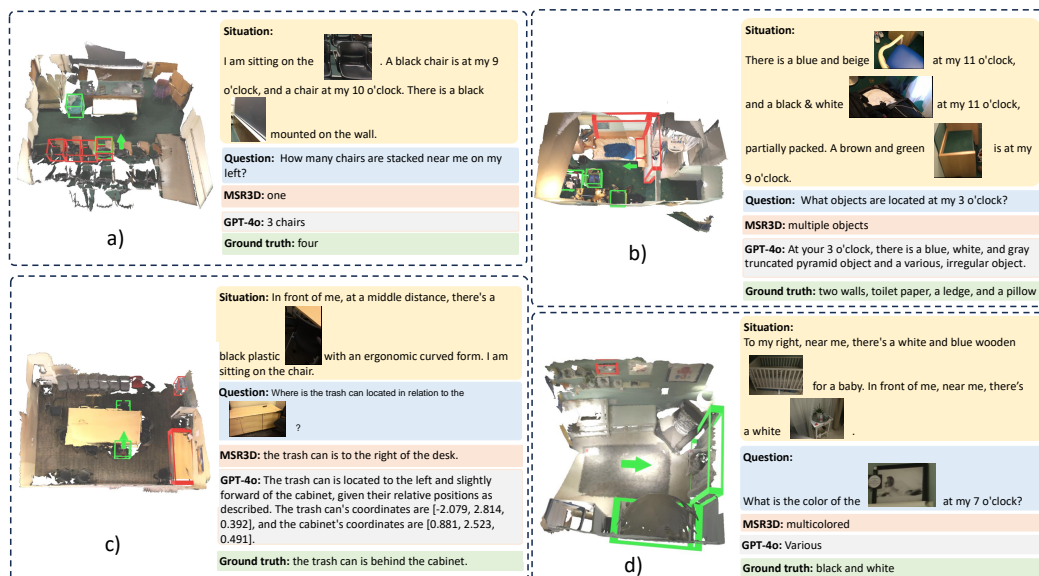 Situation:
I am sitting on the . A black chair is at my 9
o'clock, and a chair at my 10 o'clock. There is a black
mounted on the wall.
Question: How many chairs are stacked near me on my
left?
MSR3D: one
GPT-4o: 3 chairs
Ground truth: four
a)
Situation:
There is a blue and beige at my 11 o'clock,
and a black & white at my 11 o'clock,
partially packed. A brown and green is at my
9 o'clock.
Question: What objects are located at my 3 o'clock?
MSR3D: multiple objects
GPT-4o: At your 3 o'clock, there is a blue, white, and gray
truncated pyramid object and a various, irregular object.
Ground truth: two walls, toilet paper, a ledge, and a pillow
b)
Situation: In front of me, at a middle distance, there's a
black plastic with an ergonomic curved form. I am
sitting on the chair.
Question: Where is the trash can located in relation to the
?
MSR3D: the trash can is to the right of the desk.
GPT-4o: The trash can is located to the left and slightly
forward of the cabinet, given their relative positions as
described. The trash can's coordinates are [-2.079, 2.814,
0.392], and the cabinet's coordinates are [0.881, 2.523,
0.491].
Ground truth: the trash can is behind the cabinet.
c)
Situation:
To my right, near me, there's a white and blue wooden
for a baby. In front of me, near me, there's
a white .
Question:
What is the color of the at my 7 o'clock?
MSR3D: multicolored
GPT-4o: Various
Ground truth: black and white
d)